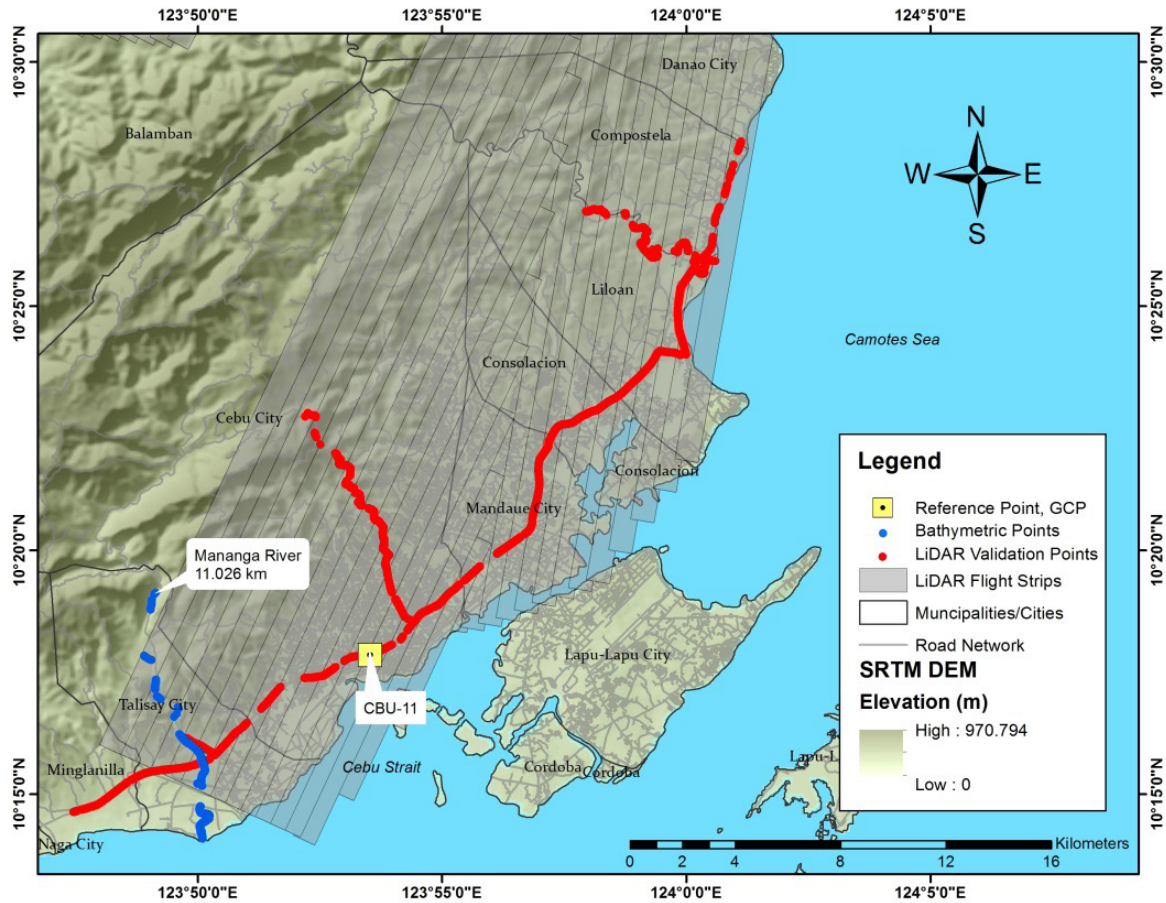 123°50'0"E 123°55'0"E 124°0'0"E 124°5'0"E
10°30'0"N
10°30'0"N
Danao City
Balamban
Compostela
N
W E
S
10°25'0"N
Liloan
10°25'0"N
Camotes Sea
Consolacion
Cebu City
Consolacion
Mandaue City
10°20'0"N
10°20'0"N
Mananga River
11.026 km
Lapu-Lapu City
CBU-11
Talisay City
Minglanilla
Cebu Strait
Cordoba
Cordoba
10°15'0"N
10°15'0"N
Naga City
Legend
Reference Point, GCP
Bathymetric Points
LiDAR Validation Points
LiDAR Flight Strips
Muncipalities/Cities
Road Network
SRTM DEM
Elevation (m)
High : 970.794
Low : 0
Lapu-L
Kilometers
0 2 4 8 12 16
123°50'0"E 123°55'0"E 124°0'0"E 124°5'0"E